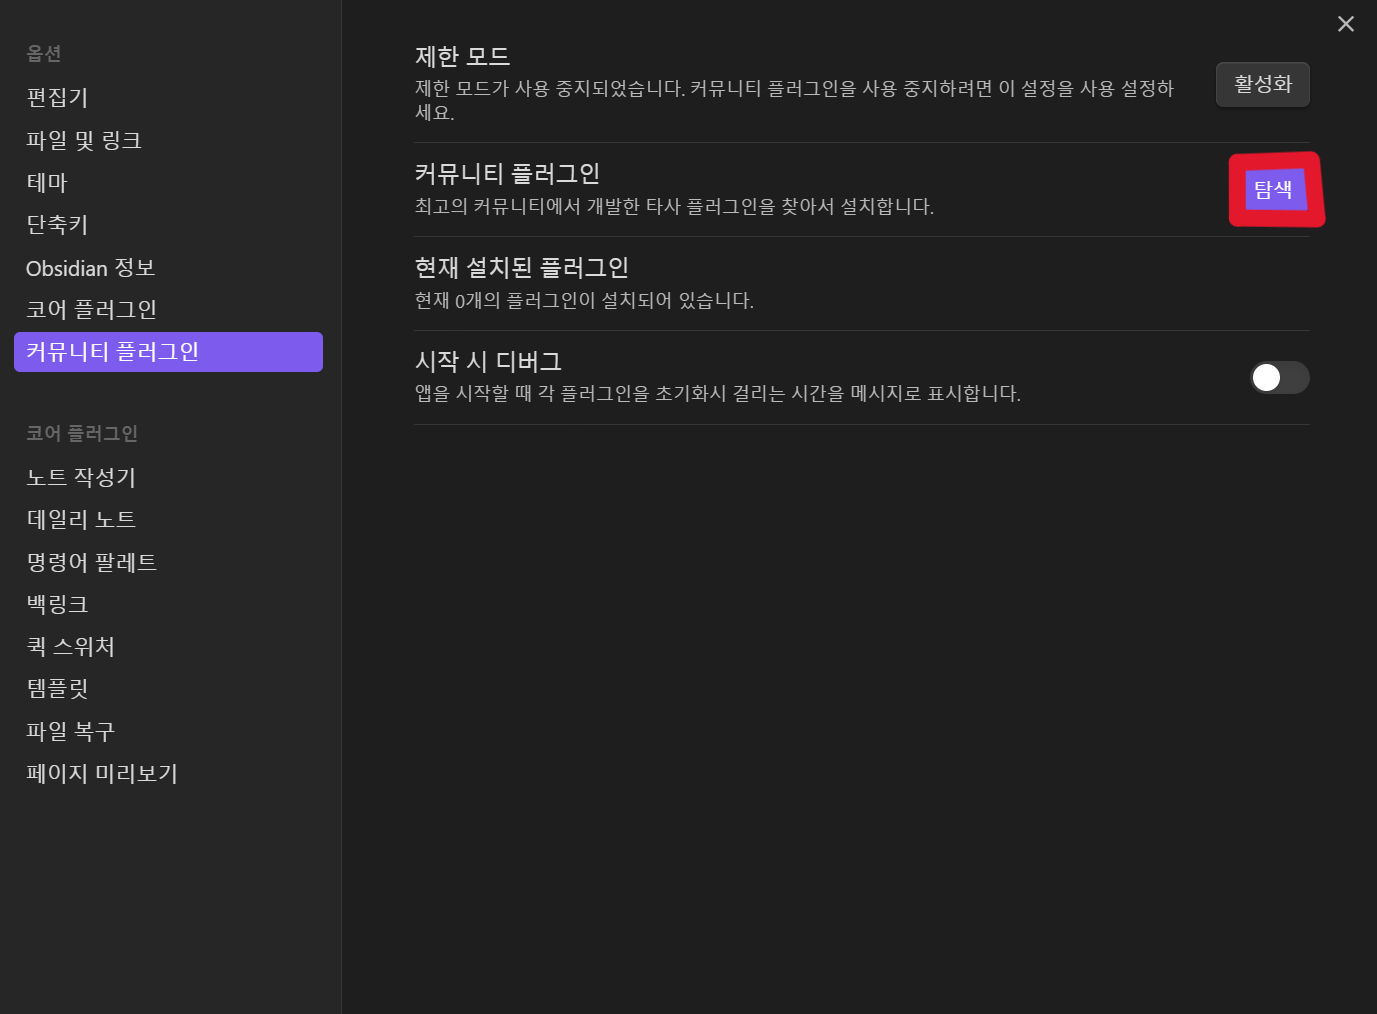 옵션
편집기
파일 및 링크
테마
단축키
Obsidian 정보
코어 플러그인
커뮤니티 플러그인
코어 플러그인
노트 작성기
데일리 노트
명령어 팔레트
백링크
퀵 스위처
템플릿
파일 복구
페이지 미리보기
제한 모드
제한 모드가 사용 중지되었습니다. 커뮤니티 플러그인을 사용 중지하려면 이 설정을 사용 설정하
세요.
활성화
커뮤니티 플러그인
최고의 커뮤니티에서 개발한 타사 플러그인을 찾아서 설치합니다.
탐색
현재 설치된 플러그인
현재 0개의 플러그인이 설치되어 있습니다.
시작 시 디버그
앱을 시작할 때 각 플러그인을 초기화시 걸리는 시간을 메시지로 표시합니다.